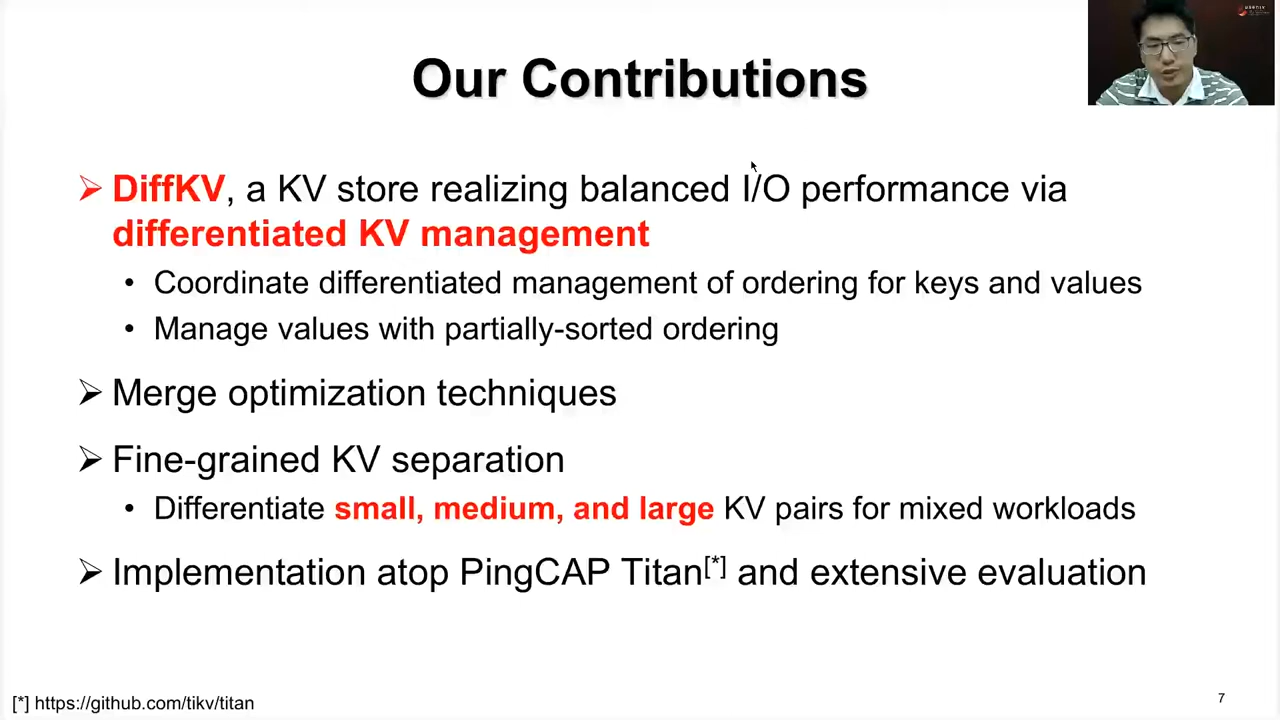 usenix
Our Contributions
➢ DiffKV, a KV store realizing balanced I/O performance via
differentiated KV management
• Coordinate differentiated management of ordering for keys and values
• Manage values with partially-sorted ordering
➢ Merge optimization techniques
➢ Fine-grained KV separation
• Differentiate small, medium, and large KV pairs for mixed workloads
➢ Implementation atop PingCAP Titan[*] and extensive evaluation
[*] https://github.com/tikv/titan
7